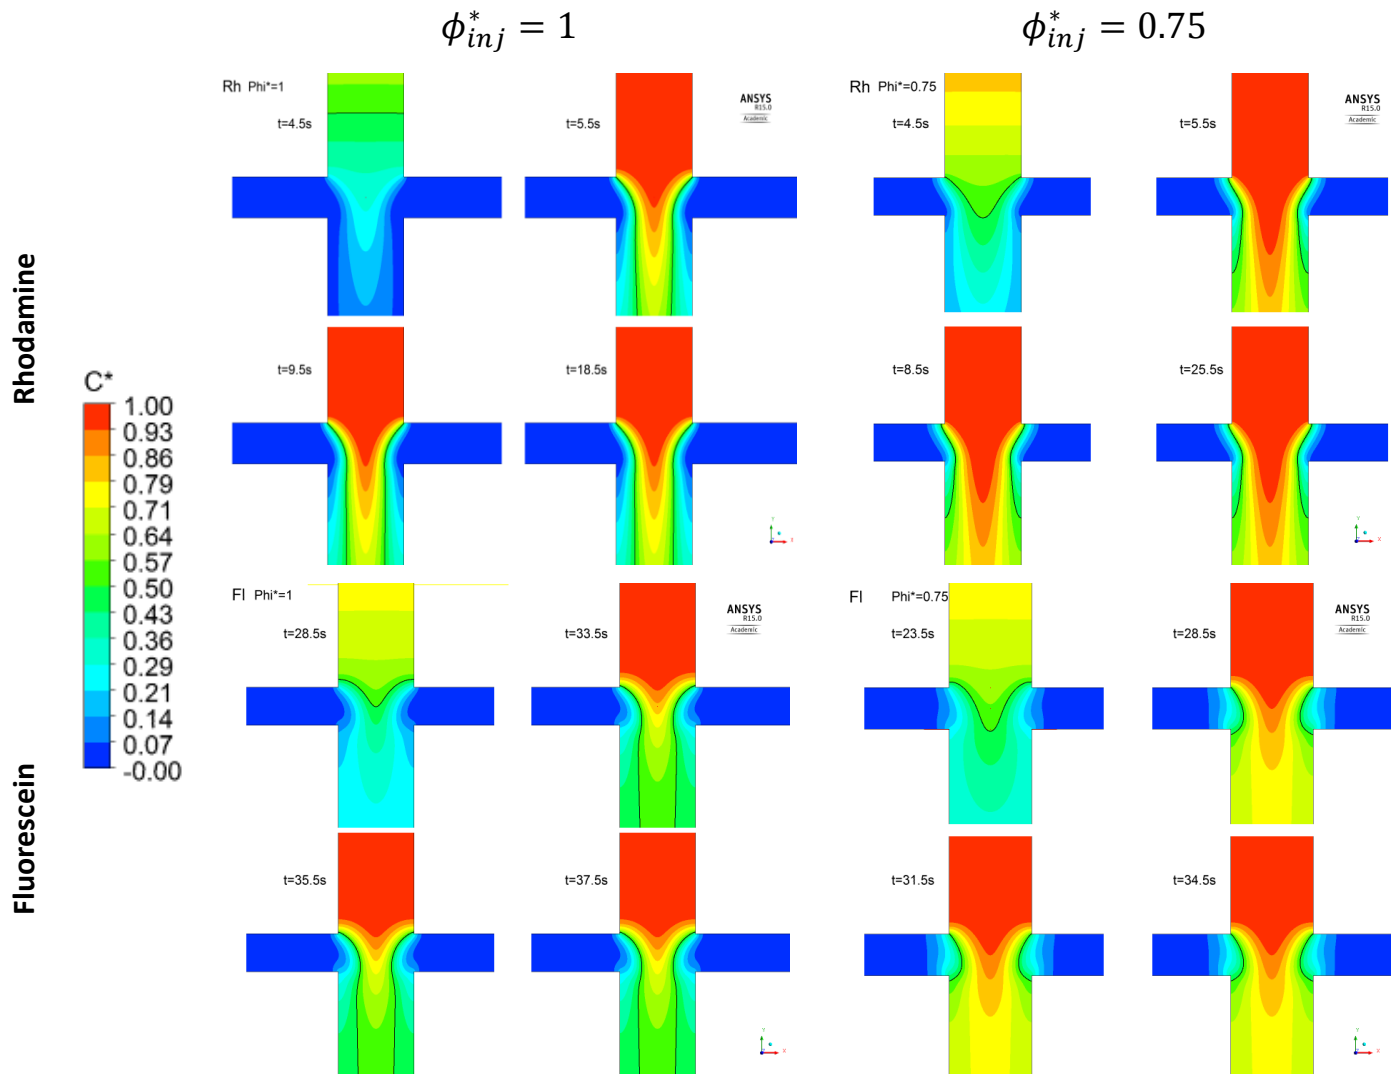 ϕ*inj = 1
ϕ*inj = 0.75
Rhodamine
Fluorescein
Rh Phi*=1
t=4.5s
t=5.5s
ANSYS
R15.0
Academic
t=9.5s
t=18.5s
Rh Phi*=0.75
t=4.5s
t=5.5s
ANSYS
R15.0
Academic
t=8.5s
t=25.5s
C*
1.00
0.93
0.86
0.79
0.71
0.64
0.57
0.50
0.43
0.36
0.29
0.21
0.14
0.07
-0.00
Fl Phi*=1
t=28.5s
t=33.5s
ANSYS
R15.0
Academic
t=35.5s
t=37.5s
Fl Phi*=0.75
t=23.5s
t=28.5s
ANSYS
R15.0
Academic
t=31.5s
t=34.5s